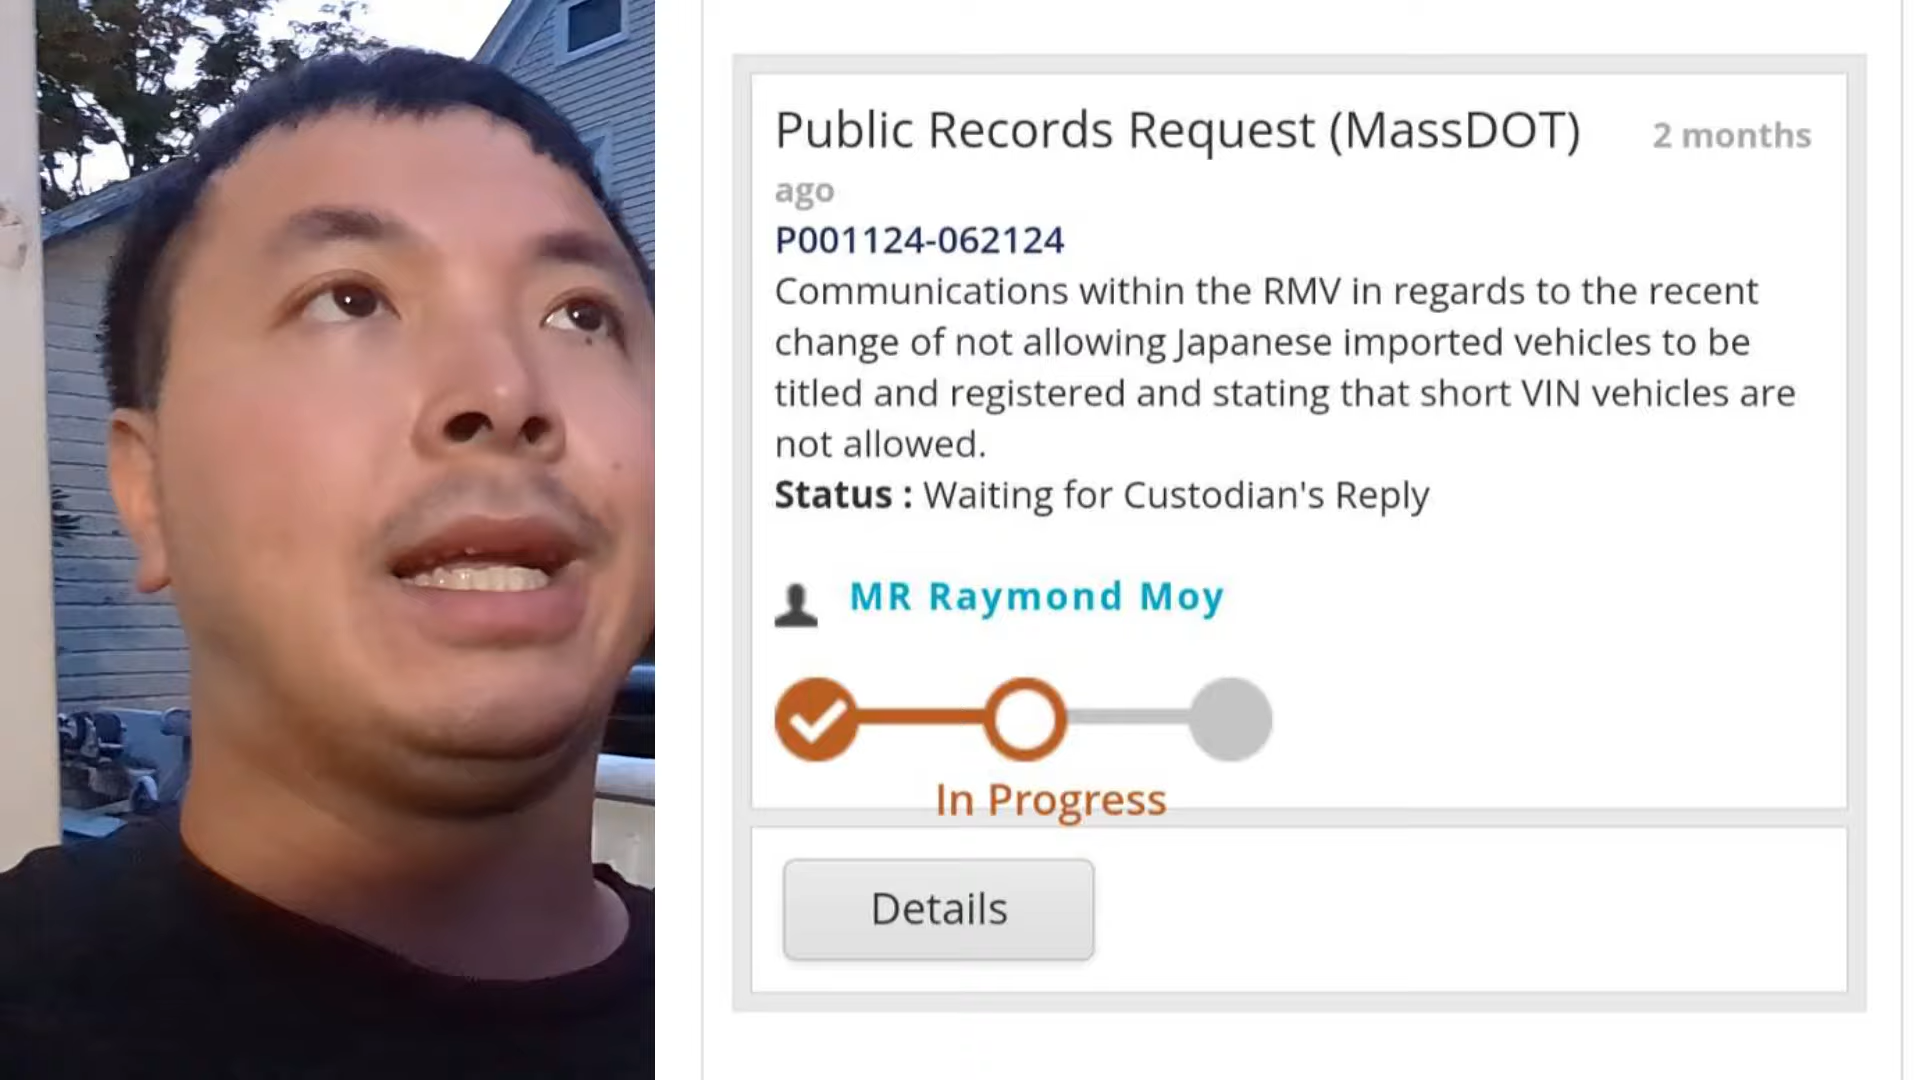 Public Records Request (MassDOT) 2 months
ago
P001124-062124
Communications within the RMV in regards to the recent
change of not allowing Japanese imported vehicles to be
titled and registered and stating that short VIN vehicles are
not allowed.
Status : Waiting for Custodian's Reply
MR Raymond Moy
In Progress
Details